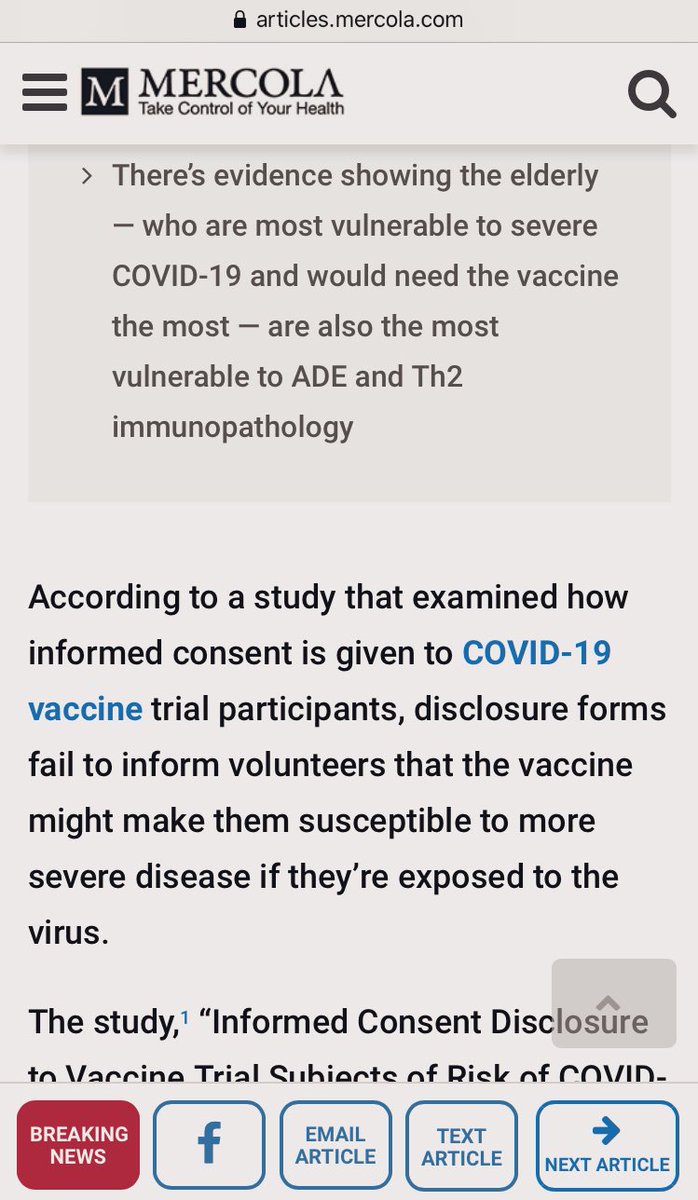 articles.mercola.com
M MERCOLA
Take Control of Your Health
> There’s evidence showing the elderly
— who are most vulnerable to severe
COVID-19 and would need the vaccine
the most — are also the most
vulnerable to ADE and Th2
immunopathology
According to a study that examined how
informed consent is given to COVID-19
vaccine trial participants, disclosure forms
fail to inform volunteers that the vaccine
might make them susceptible to more
severe disease if they’re exposed to the
virus.
The study,1 “Informed Consent Disclosure
to Vaccine Trial Subjects of Risk of COVID-
BREAKING
NEWS
f
EMAIL
ARTICLE
TEXT
ARTICLE
NEXT ARTICLE